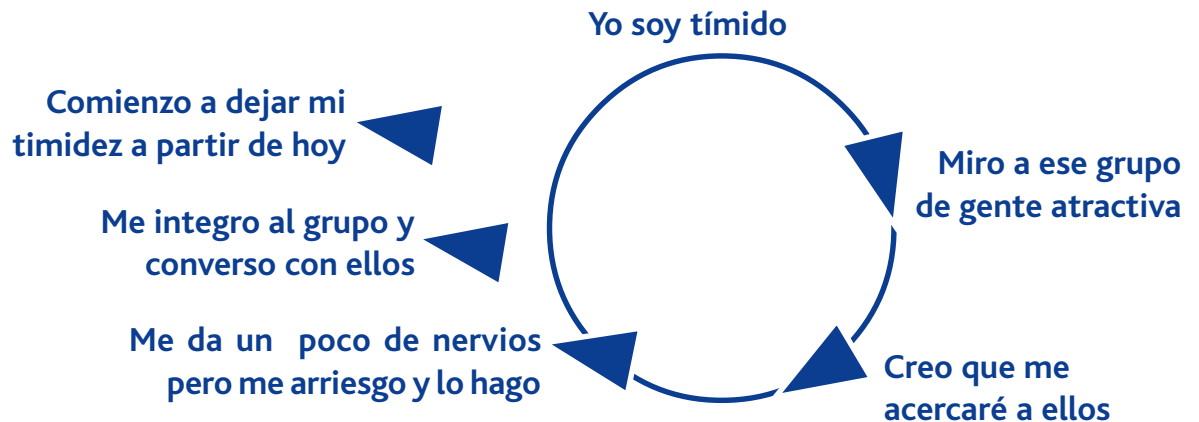 Yo soy tímido
Miro a ese grupo
de gente atractiva
Creo que me
acercaré a ellos
Me da un poco de nervios
pero me arriesgo y lo hago
Me integro al grupo y
converso con ellos
Comienzo a dejar mi
timidez a partir de hoy